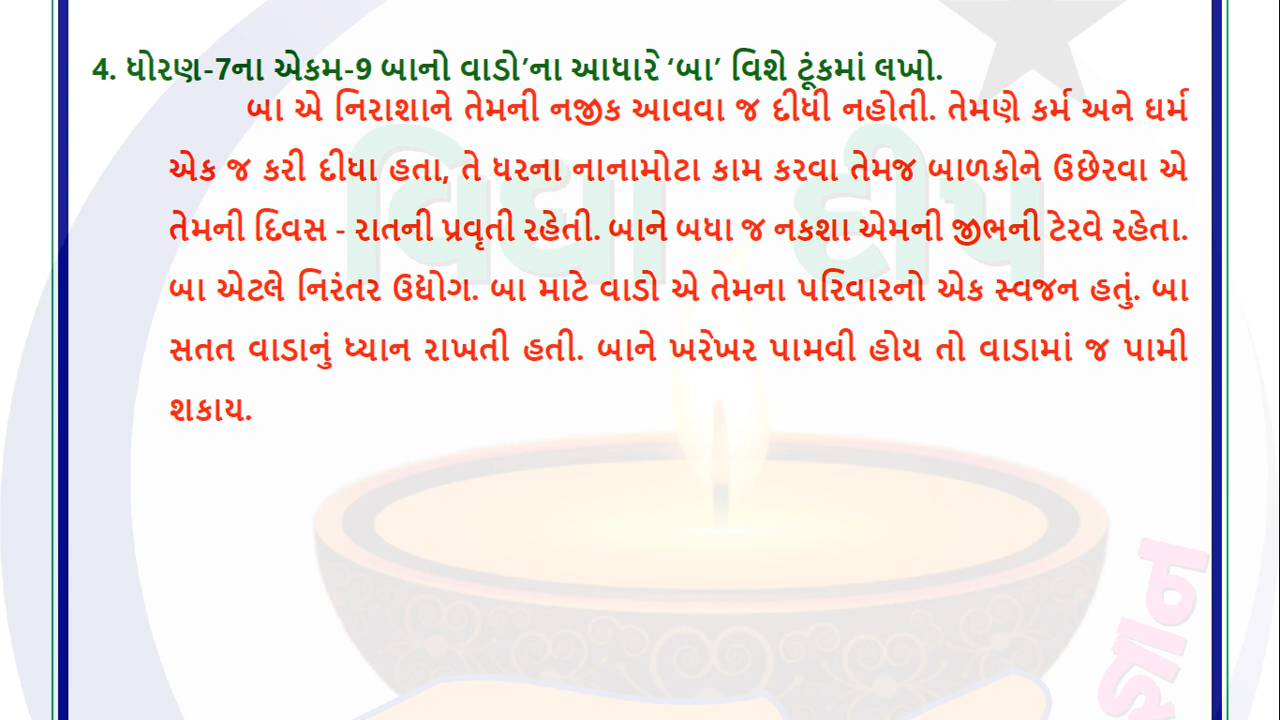 4. ધોરણ-7ના એકમ-9 બાનો વાડો’ના આધારે ‘બા’ વિશે ટૂંકમાં લખો.
બા એ નિરાશાને તેમની નજીક આવવા જ દીધી નહોતી. તેમણે કર્મ અને ધર્મ
એક જ કરી દીધા હતા, તે ધરના નાનામોટા કામ કરવા તેમજ બાળકોને ઉછેરવા એ
તેમની દિવસ - રાતની પ્રવૃતી રહેતી. બાને બધા જ નકશા એમની જીભની ટેરવે રહેતા.
બા એટલે નિરંતર ઉદ્યોગ. બા માટે વાડો એ તેમના પરિવારનો એક સ્વજન હતું. બા
સતત વાડાનું ધ્યાન રાખતી હતી. બાને ખરેખર પામવી હોય તો વાડામાં જ પામી
શકાય.
વિદ્યા દીપ
જ્ઞાન